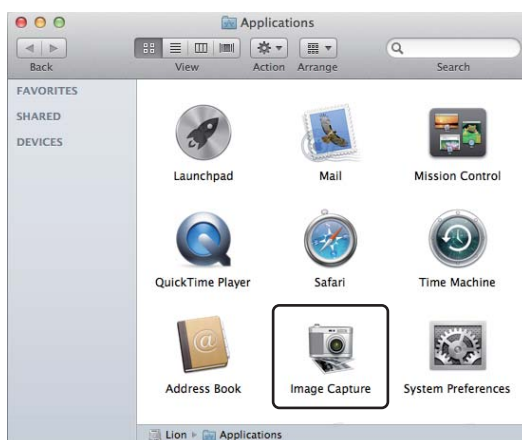 Applications
Back
View
Action
Arrange
Search
FAVORITES
SHARED
DEVICES
Launchpad
Mail
Mission Control
QuickTime Player
Safari
Time Machine
@
Address Book
Image Capture
System Preferences
Lion
Applications